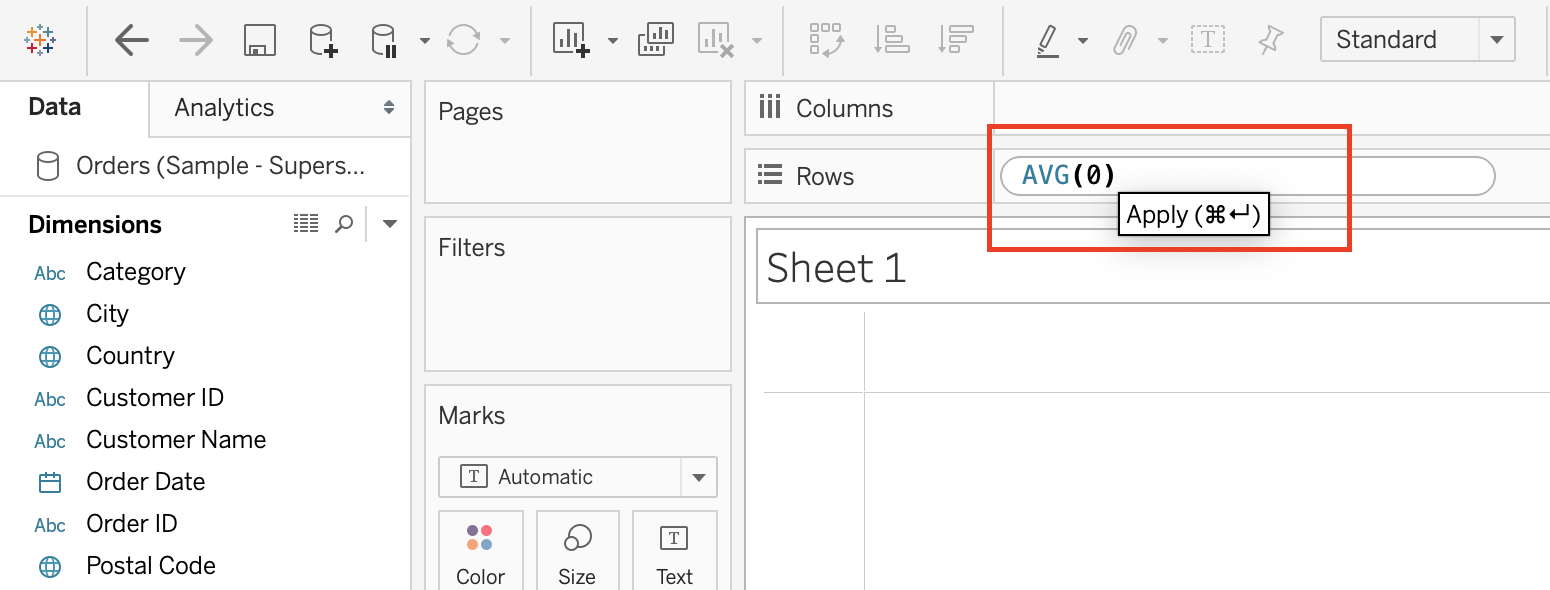 Standard
Data
Analytics
Pages
Columns
Orders (Sample - Supers...
Rows
AVG(0)
Apply (⌘↵)
Dimensions
Filters
Sheet 1
Abc Category
City
Country
Abc Customer ID
Marks
Abc Customer Name
T Automatic
Order Date
Abc Order ID
T
Postal Code
Color
Size
Text